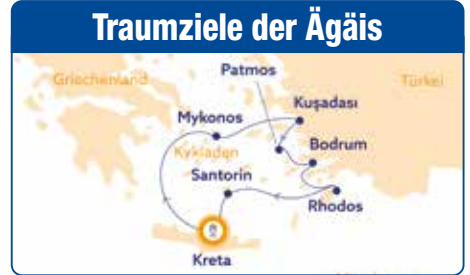 Traumziele der Ägäis
Griechenland
Patmos
Türkei
Kuşadası
Mykonos
Kykladen
Bodrum
Santorin
Rhodos
Kreta